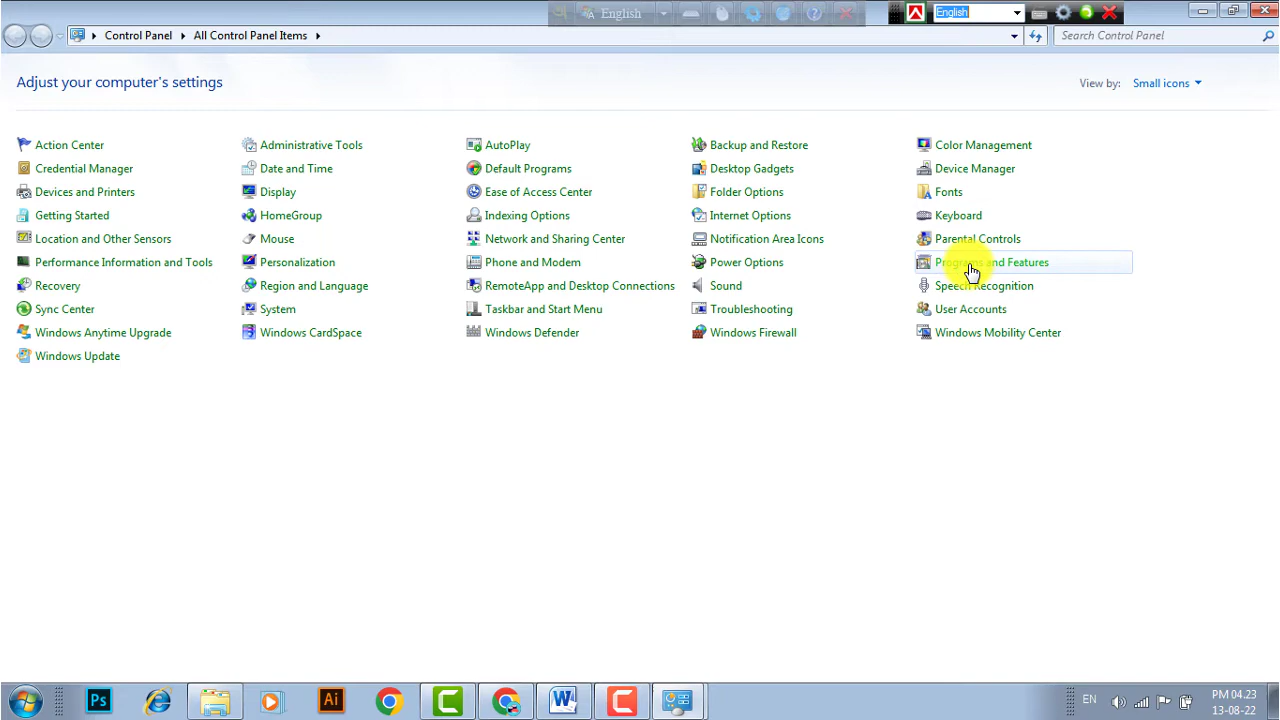 English
English
Control Panel All Control Panel Items
Search Control Panel
Adjust your computer's settings
View by: Small icons
Action Center Administrative Tools AutoPlay Backup and Restore Color Management
Credential Manager Date and Time Default Programs Desktop Gadgets Device Manager
Devices and Printers Display Ease of Access Center Folder Options Fonts
Getting Started HomeGroup Indexing Options Internet Options Keyboard
Location and Other Sensors Mouse Network and Sharing Center Notification Area Icons Parental Controls
Performance Information and Tools Personalization Phone and Modem Power Options Programs and Features
Recovery Region and Language RemoteApp and Desktop Connections Sound Speech Recognition
Sync Center System Taskbar and Start Menu Troubleshooting User Accounts
Windows Anytime Upgrade Windows CardSpace Windows Defender Windows Firewall Windows Mobility Center
Windows Update
Ps Ai EN PM 04.23
13-08-22